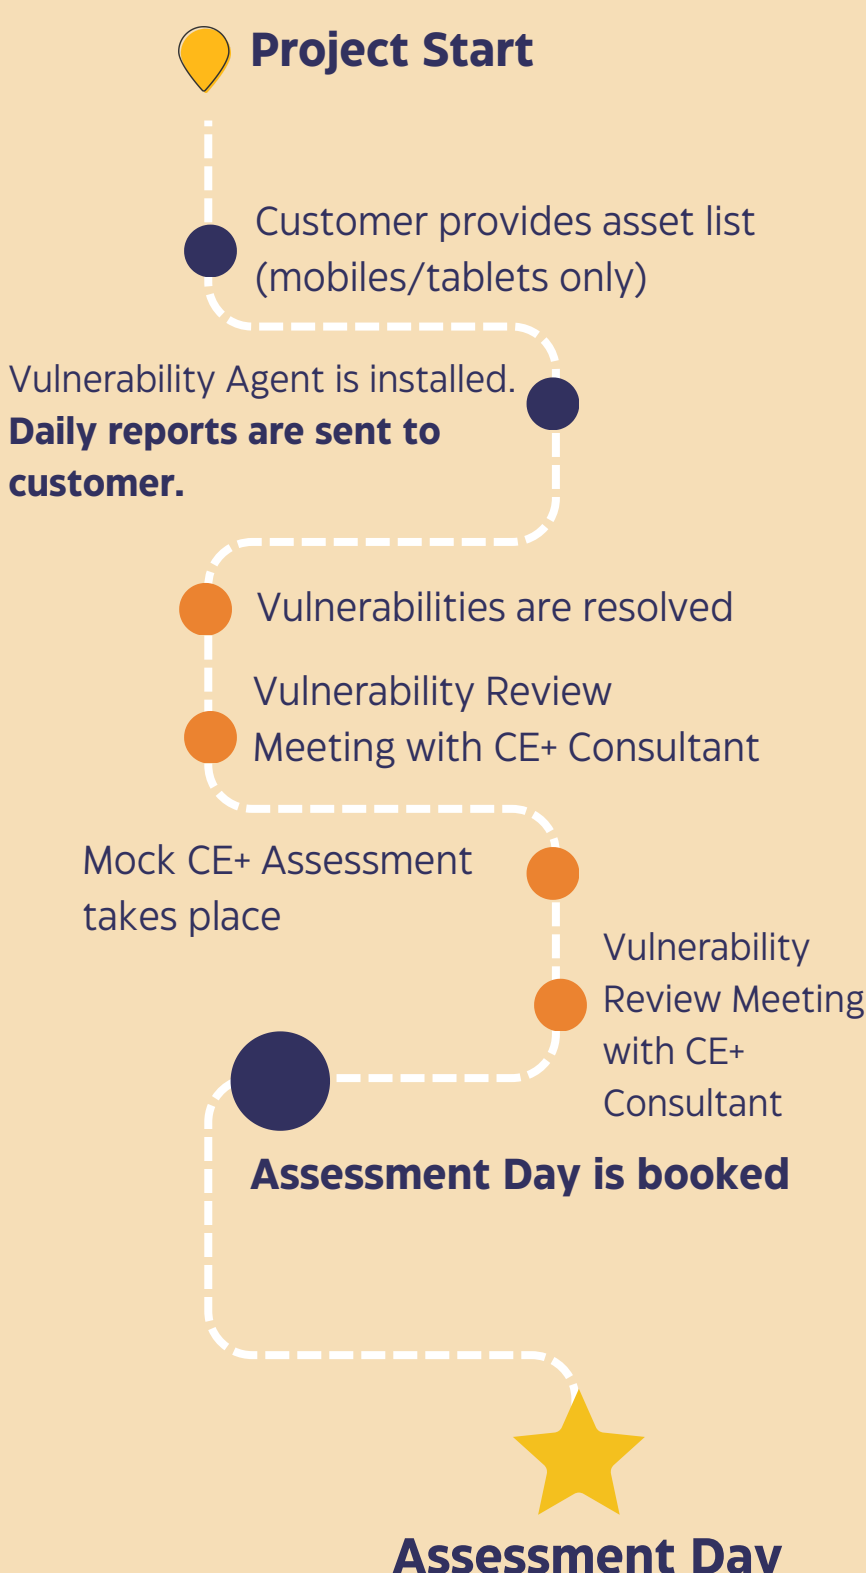 Project Start
Customer provides asset list
(mobiles/tablets only)
Vulnerability Agent is installed.
Daily reports are sent to
customer.
Vulnerabilities are resolved
Vulnerability Review
Meeting with CE+ Consultant
Mock CE+ Assessment
takes place
Vulnerability
Review Meeting
with CE+
Consultant
Assessment Day is booked
Assessment Day